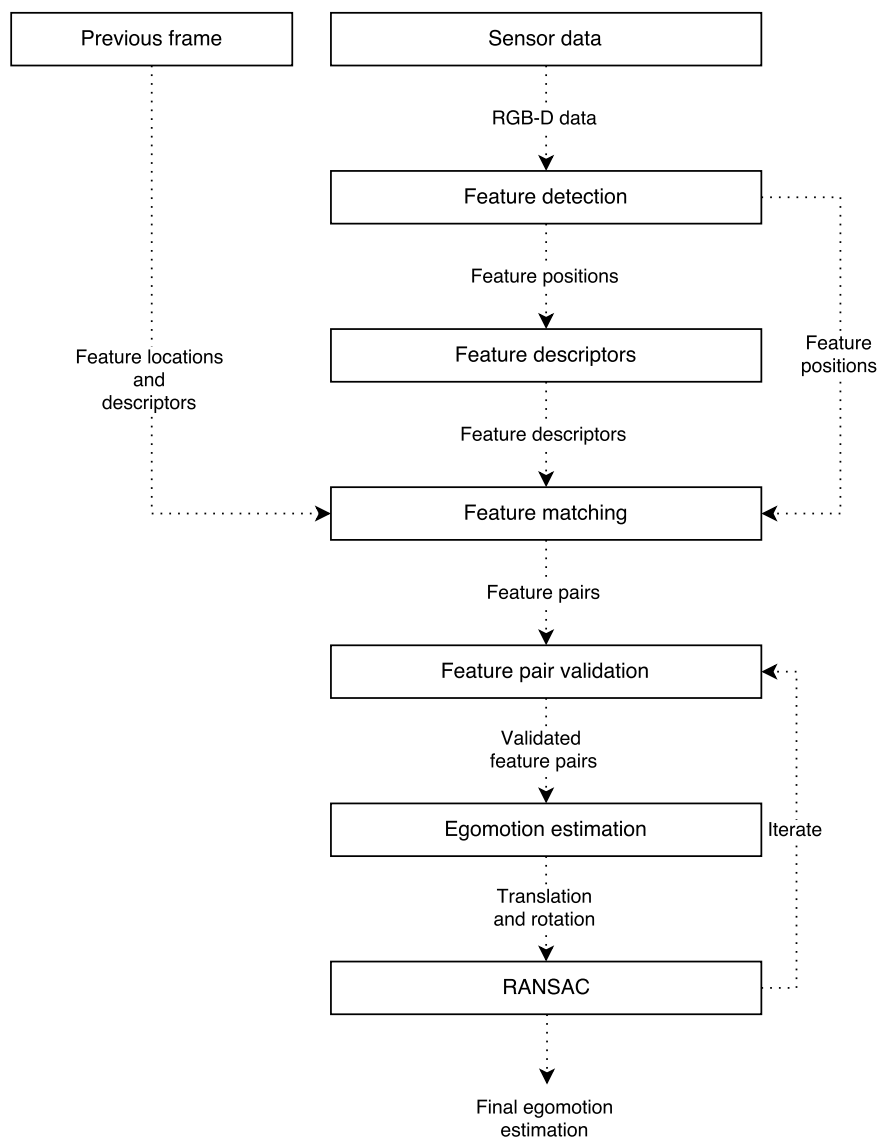 Previous frame
Sensor data
RGB-D data
Feature detection
Feature positions
Feature descriptors
Feature
positions
Feature locations
and
descriptors
Feature descriptors
Feature matching
Feature pairs
Feature pair validation
Validated
feature pairs
Egomotion estimation
Iterate
Translation
and rotation
RANSAC
Final egomotion
estimation